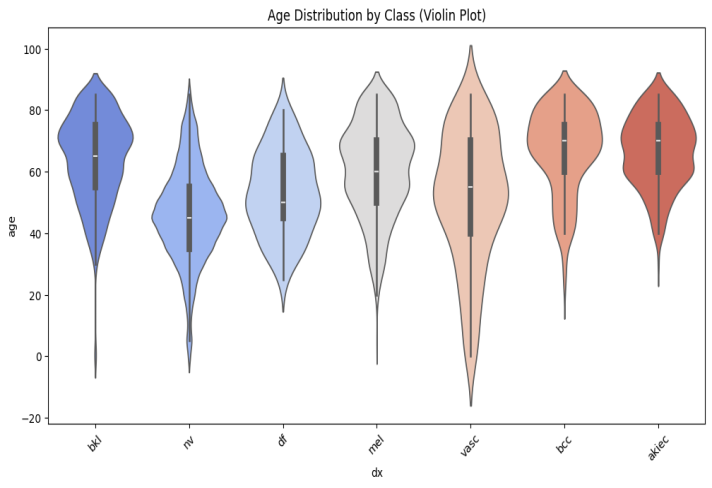 Age Distribution by Class (Violin Plot)
100
80
60
40
20
0
−20
age
bkl
nv
df
mel
vasc
bcc
akiec
dx